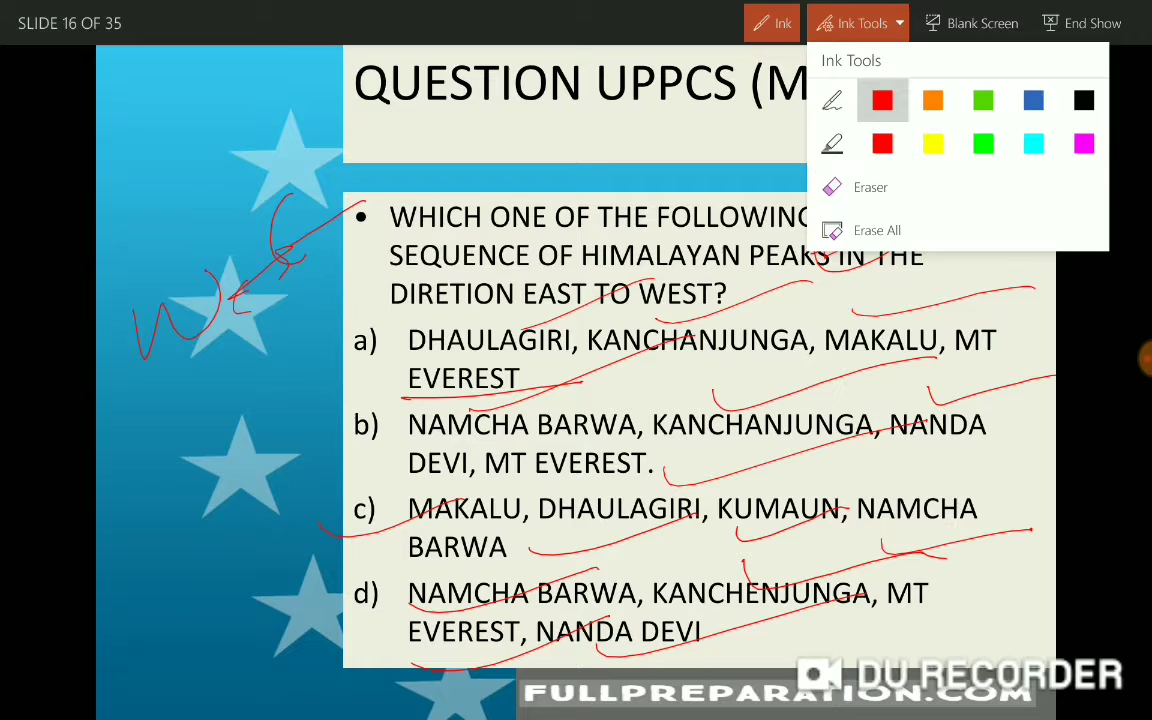 SLIDE 16 OF 35
Ink
Ink Tools
Blank Screen
End Show
Ink Tools
Eraser
Erase All
QUESTION UPPCS (M
• WHICH ONE OF THE FOLLOWING
SEQUENCE OF HIMALAYAN PEAKS IN THE
DIRETION EAST TO WEST?
a) DHAULAGIRI, KANCHANJUNGA, MAKALU, MT
EVEREST
b) NAMCHA BARWA, KANCHANJUNGA, NANDA
DEVI, MT EVEREST.
c) MAKALU, DHAULAGIRI, KUMAUN, NAMCHA
BARWA
d) NAMCHA BARWA, KANCHENJUNGA, MT
EVEREST, NANDA DEVI
DU RECORDER
FULLPREPARATION.COM